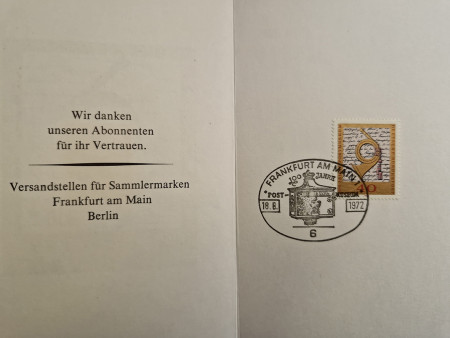 Wir danken
unseren Abonnenten
für ihr Vertrauen.
Versandstellen für Sammlermarken
Frankfurt am Main
Berlin
FRANKFURT AM MAIN
100 JAHRE
POST-
18.8. 1972
6